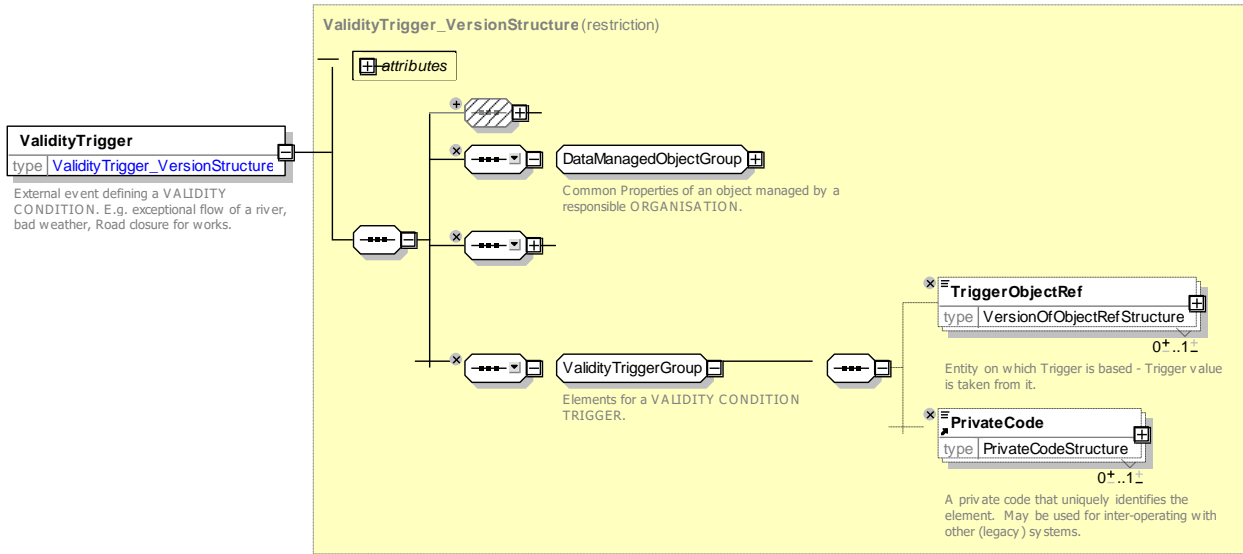 ValidityTrigger_VersionStructure (restriction)
attributes
ValidityTrigger
type ValidityTrigger_VersionStructure
External event defining a VALIDITY
CONDITION. E.g. exceptional flow of a river,
bad weather, Road closure for works.
DataManagedObjectGroup
Common Properties of an object managed by a
responsible ORGANISATION.
TriggerObjectRef
type VersionOfObjectRefStructure
0..1
Entity on which Trigger is based - Trigger value
is taken from it.
ValidityTriggerGroup
Elements for a VALIDITY CONDITION
TRIGGER.
PrivateCode
type PrivateCodeStructure
0..1
A private code that uniquely identifies the
element. May be used for inter-operating with
other (legacy) systems.